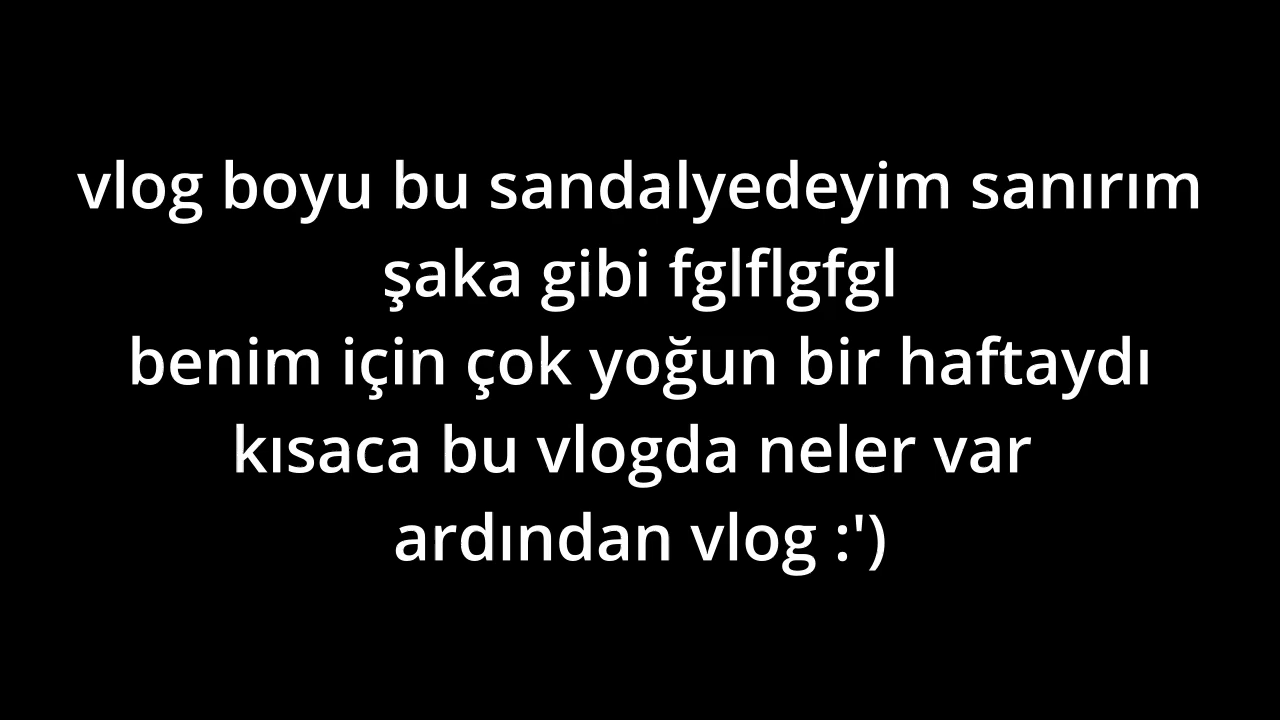 vlog boyu bu sandalyedeyim sanırım
şaka gibi fglflgfgl
benim için çok yoğun bir haftaydı
kısaca bu vlogda neler var
ardından vlog :')